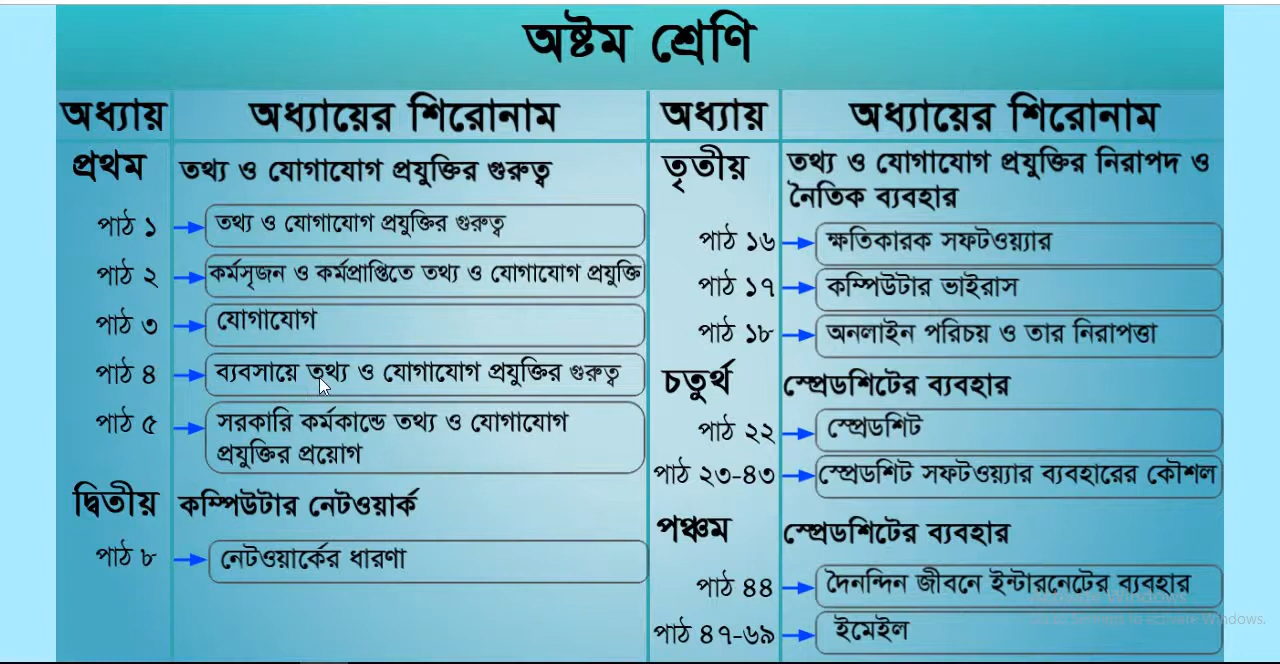 অষ্টম শ্রেণি
অধ্যায় অধ্যায়ের শিরোনাম
প্রথম তথ্য ও যোগাযোগ প্রযুক্তির গুরুত্ব
পাঠ ১ তথ্য ও যোগাযোগ প্রযুক্তির গুরুত্ব
পাঠ ২ কর্মসৃজন ও কর্মপ্রাপ্তিতে তথ্য ও যোগাযোগ প্রযুক্তি
পাঠ ৩ যোগাযোগ
পাঠ ৪ ব্যবসায়ে তথ্য ও যোগাযোগ প্রযুক্তির গুরুত্ব
পাঠ ৫ সরকারি কর্মকান্ডে তথ্য ও যোগাযোগ
প্রযুক্তির প্রয়োগ
দ্বিতীয় কম্পিউটার নেটওয়ার্ক
পাঠ ৮ নেটওয়ার্কের ধারণা
অধ্যায় অধ্যায়ের শিরোনাম
তৃতীয় তথ্য ও যোগাযোগ প্রযুক্তির নিরাপদ ও
নৈতিক ব্যবহার
পাঠ ১৬ ক্ষতিকারক সফটওয়্যার
পাঠ ১৭ কম্পিউটার ভাইরাস
পাঠ ১৮ অনলাইন পরিচয় ও তার নিরাপত্তা
চতুর্থ স্প্রেডশিটের ব্যবহার
পাঠ ২২ স্প্রেডশিট
পাঠ ২৩-৪৩ স্প্রেডশিট সফটওয়্যার ব্যবহারের কৌশল
পঞ্চম স্প্রেডশিটের ব্যবহার
পাঠ ৪৪ দৈনন্দিন জীবনে ইন্টারনেটের ব্যবহার
পাঠ ৪৭-৬৯ ইমেইল